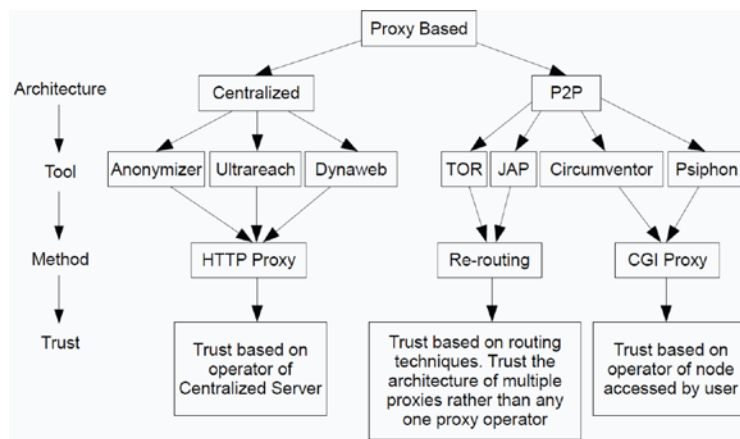 Proxy Based
Architecture
Centralized
P2P
Tool
Anonymizer
Ultrareach
Dynaweb
TOR
JAP
Circumventor
Psiphon
Method
HTTP Proxy
Re-routing
CGI Proxy
Trust
Trust based on
operator of
Centralized Server
Trust based on routing
techniques. Trust the
architecture of multiple
proxies rather than any
one proxy operator
Trust based on
operator of node
accessed by user